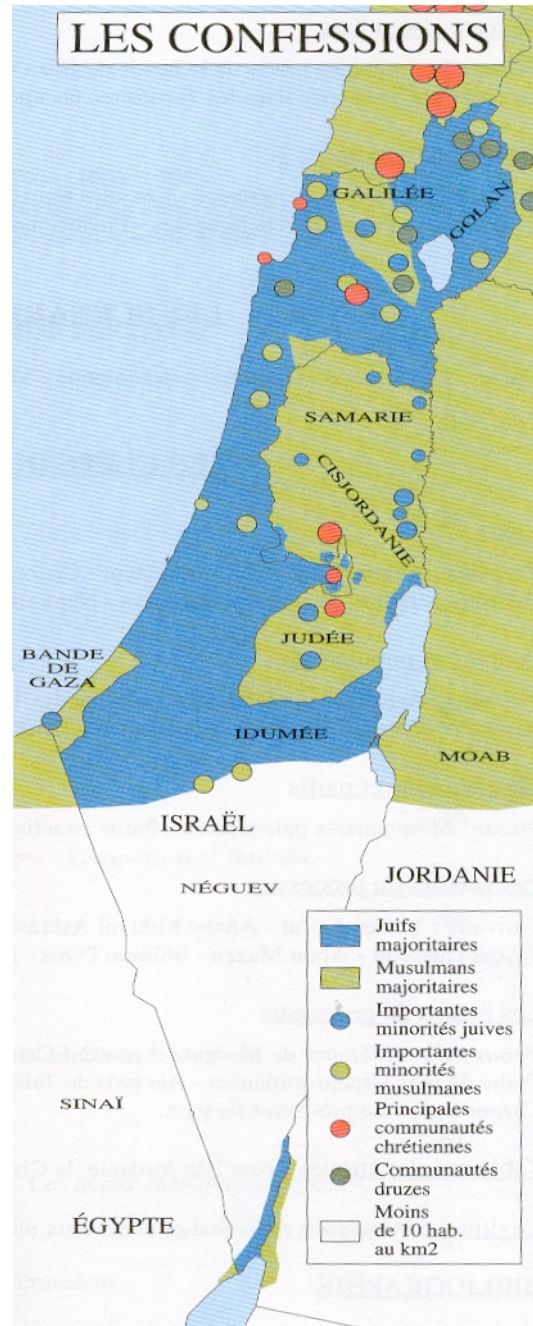 LES CONFESSIONS
GALILÉE
GOLAN
SAMARIE
CISJORDANIE
JUDÉE
BANDE
DE
GAZA
IDUMÉE
MOAB
ISRAËL
NÉGUEV
JORDANIE
SINAÏ
ÉGYPTE
Juifs
majoritaires
Musulmans
majoritaires
Importantes
minorités juives
Importantes
minorités
musulmanes
Principales
communautés
chrétiennes
Communautés
druzes
Moins
de 10 hab.
au km2